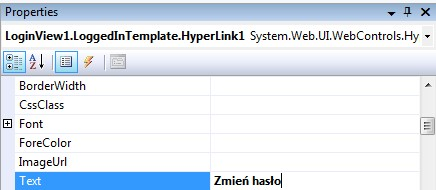 Properties
LoginView1.LoggedInTemplate.HyperLink1 System.Web.UI.WebControls.Hy
BorderWidth
CssClass
Font
ForeColor
ImageUrl
Text Zmień hasło